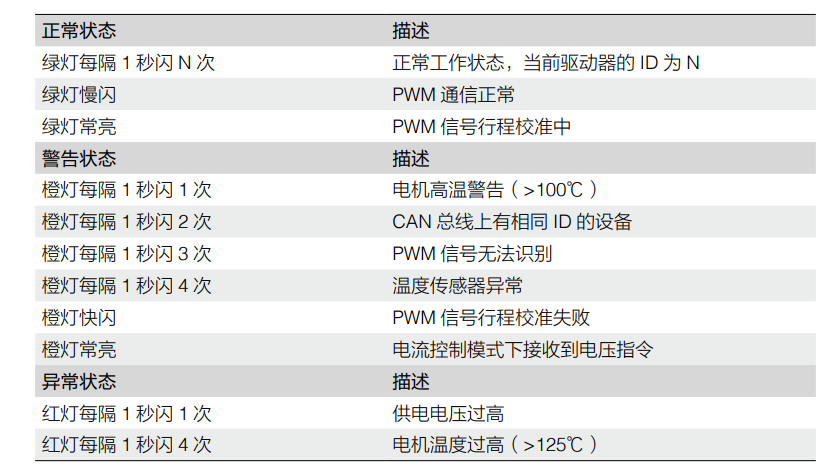 正常状态 描述
绿灯每隔 1 秒闪 N 次 正常工作状态，当前驱动器的 ID 为 N
绿灯慢闪 PWM 通信正常
绿灯常亮 PWM 信号行程校准中
警告状态 描述
橙灯每隔 1 秒闪 1 次 电机高温警告（>100℃ ）
橙灯每隔 1 秒闪 2 次 CAN 总线上有相同 ID 的设备
橙灯每隔 1 秒闪 3 次 PWM 信号无法识别
橙灯每隔 1 秒闪 4 次 温度传感器异常
橙灯快闪 PWM 信号行程校准失败
橙灯常亮 电流控制模式下接收到电压指令
异常状态 描述
红灯每隔 1 秒闪 1 次 供电电压过高
红灯每隔 1 秒闪 4 次 电机温度过高（>125℃ ）